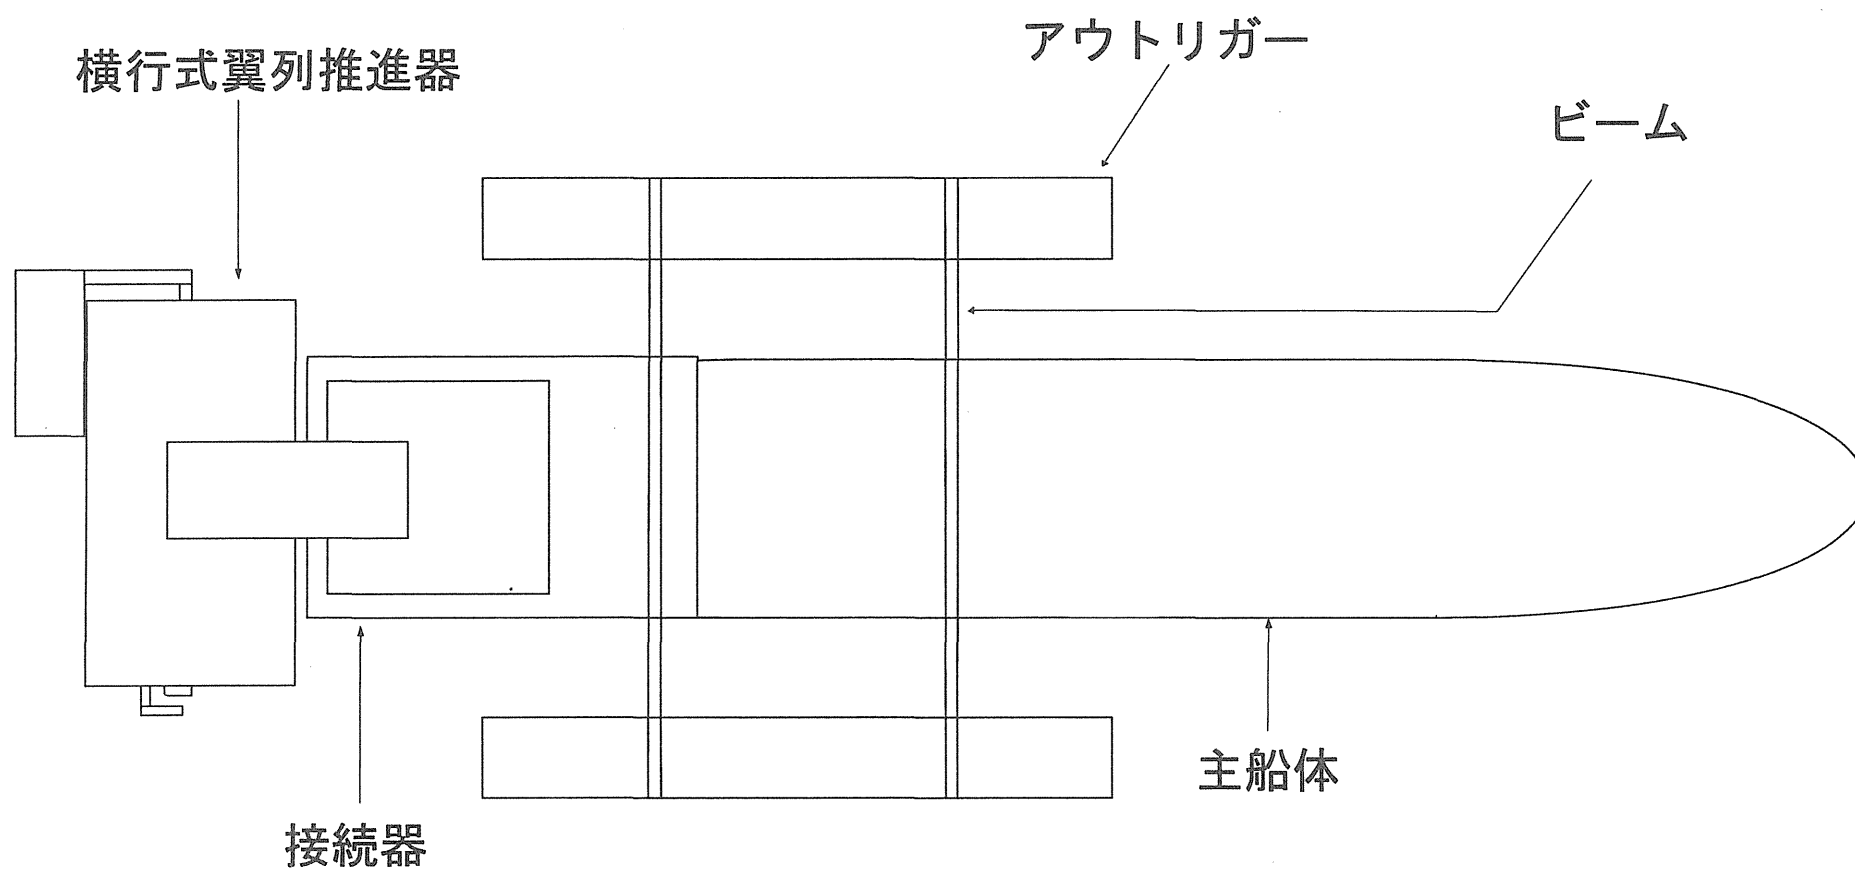 アウトリガー
横行式翼列推進器
ビーム
主船体
接続器